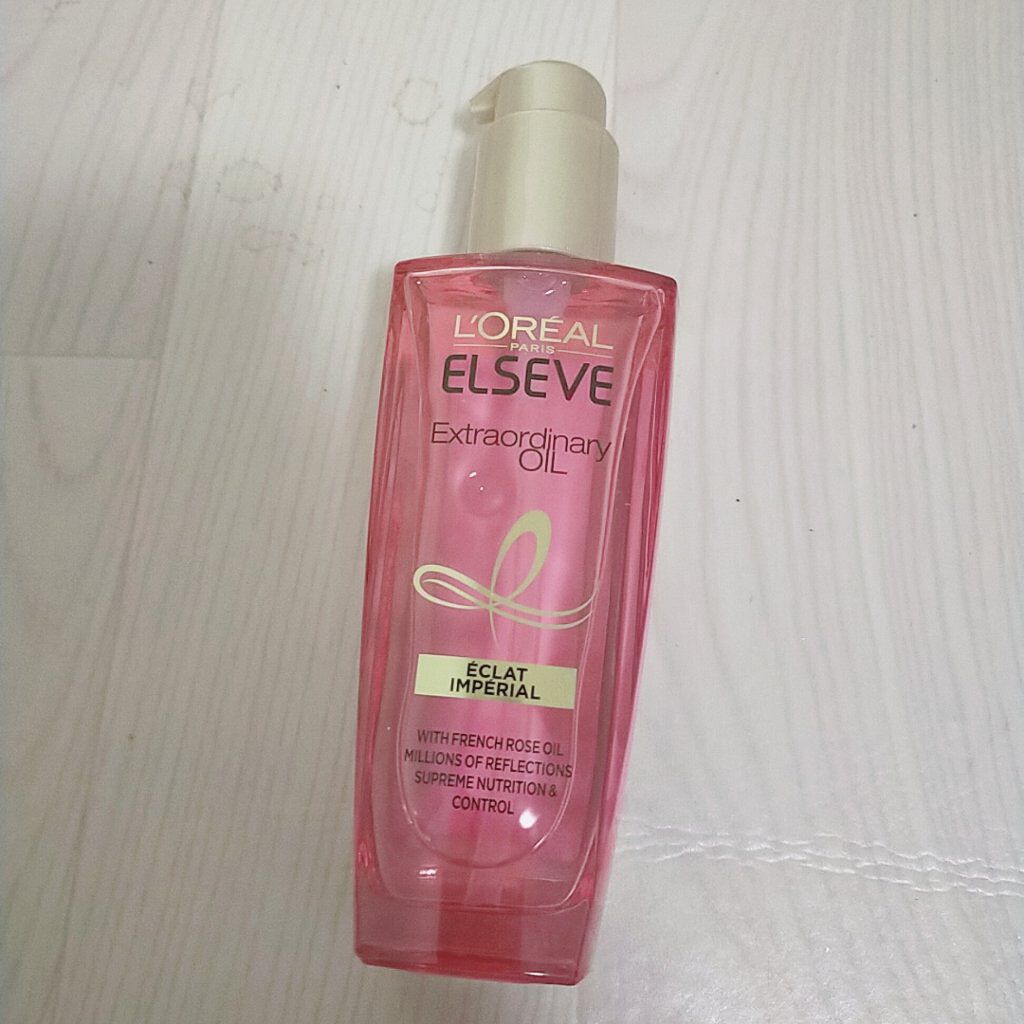 L'ORÉAL
PARIS
ELSEVE
Extraordinary
OIL
ÉCLAT
IMPÉRIAL
WITH FRENCH ROSE OIL
MILLIONS OF REFLECTIONS
SUPREME NUTRITION &
CONTROL